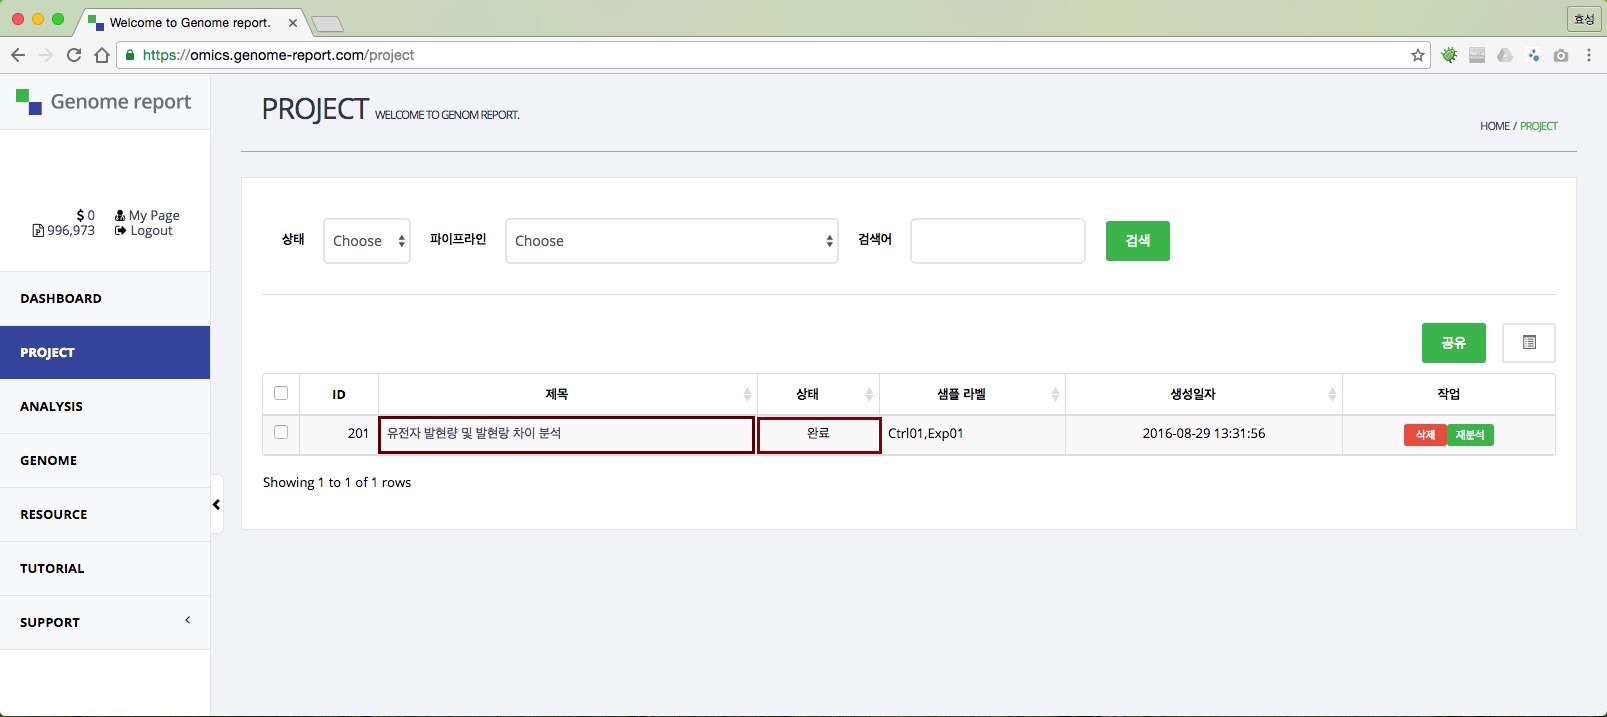 Welcome to Genome report.
효성
https://omics.genome-report.com/project
Genome report
PROJECT WELCOME TO GENOM REPORT.
HOME / PROJECT
$ 0 My Page
996,973 Logout
상태 Choose 파이프라인 Choose 검색어 검색
DASHBOARD
PROJECT
ANALYSIS
GENOME
RESOURCE
TUTORIAL
SUPPORT
공유
ID 제목 상태 샘플 라벨 생성일자 작업
201 유전자 발현량 및 발현랑 차이 분석 완료 Ctrl01,Exp01 2016-08-29 13:31:56 삭제 재분석
Showing 1 to 1 of 1 rows